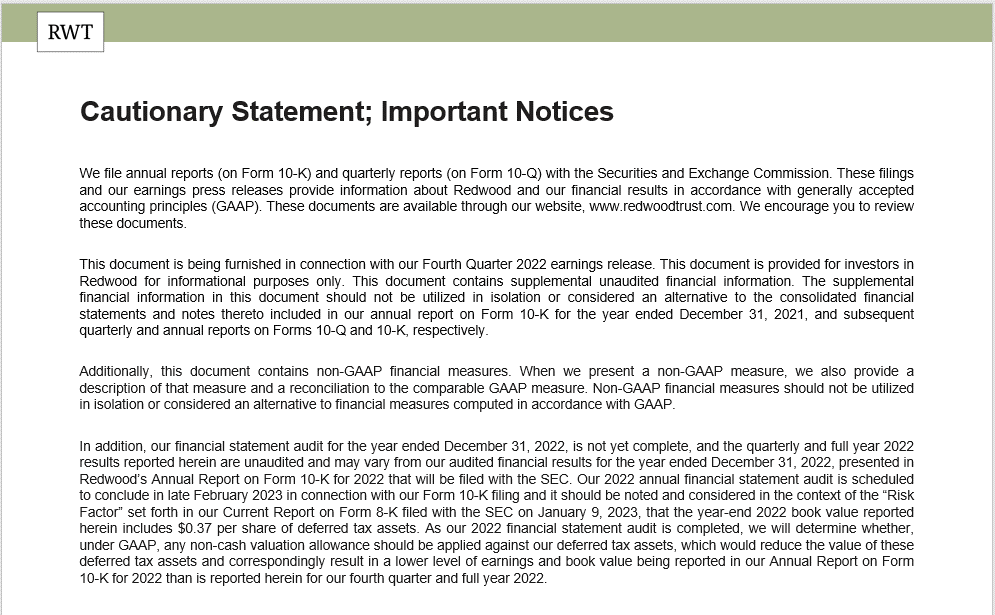 RWT
Cautionary Statement; Important Notices
We file annual reports (on Form 10-K) and quarterly reports (on Form 10-Q) with the Securities and Exchange Commission. These filings
and our earnings press releases provide information about Redwood and our financial results in accordance with generally accepted
accounting principles (GAAP). These documents are available through our website, www.redwoodtrust.com. We encourage you to review
these documents.
This document is being furnished in connection with our Fourth Quarter 2022 earnings release. This document is provided for investors in
Redwood for informational purposes only. This document contains supplemental unaudited financial information. The supplemental
financial information in this document should not be utilized in isolation or considered an alternative to the consolidated financial
statements and notes thereto included in our annual report on Form 10-K for the year ended December 31, 2021, and subsequent
quarterly and annual reports on Forms 10-Q and 10-K, respectively.
Additionally, this document contains non-GAAP financial measures. When we present a non-GAAP measure, we also provide a
description of that measure and a reconciliation to the comparable GAAP measure. Non-GAAP financial measures should not be utilized
in isolation or considered an alternative to financial measures computed in accordance with GAAP.
In addition, our financial statement audit for the year ended December 31, 2022, is not yet complete, and the quarterly and full year 2022
results reported herein are unaudited and may vary from our audited financial results for the year ended December 31, 2022, presented in
Redwood’s Annual Report on Form 10-K for 2022 that will be filed with the SEC. Our 2022 annual financial statement audit is scheduled
to conclude in late February 2023 in connection with our Form 10-K filing and it should be noted and considered in the context of the “Risk
Factor” set forth in our Current Report on Form 8-K filed with the SEC on January 9, 2023, that the year-end 2022 book value reported
herein includes $0.37 per share of deferred tax assets. As our 2022 financial statement audit is completed, we will determine whether,
under GAAP, any non-cash valuation allowance should be applied against our deferred tax assets, which would reduce the value of these
deferred tax assets and correspondingly result in a lower level of earnings and book value being reported in our Annual Report on Form
10-K for 2022 than is reported herein for our fourth quarter and full year 2022.